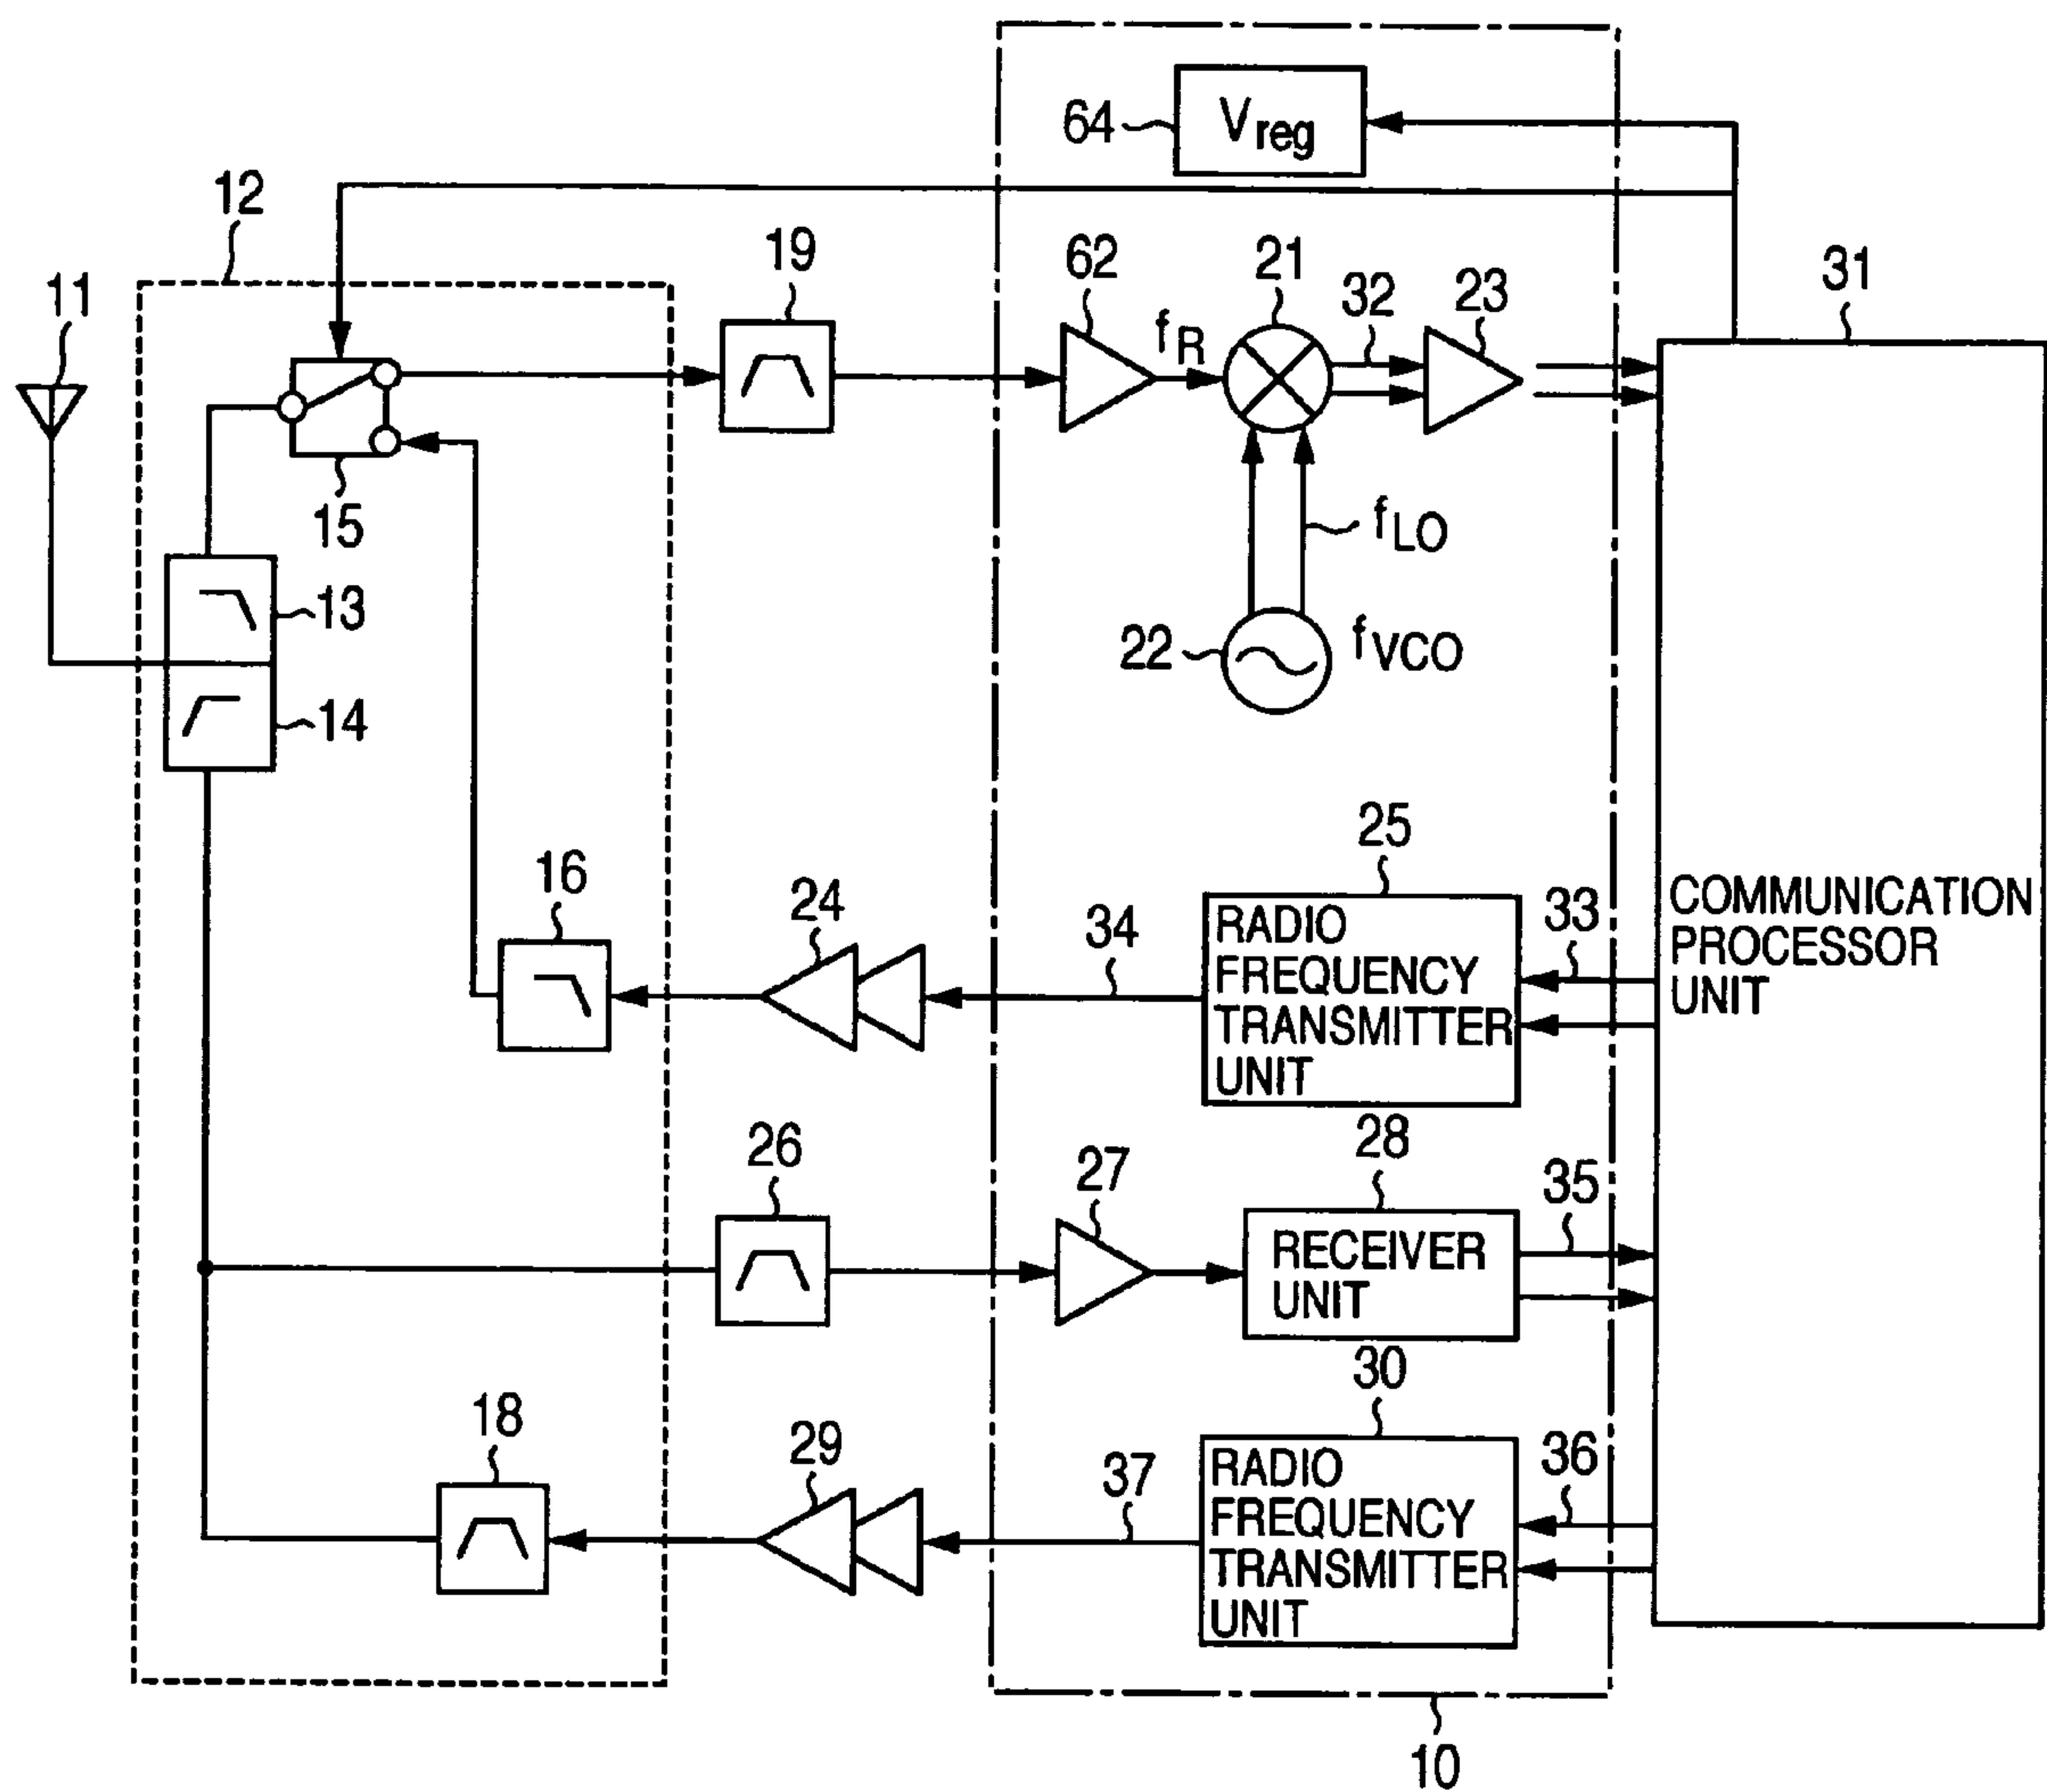 64
Vreg
12
19
62
21
32
23
31
11
fR
15
fLO
13
22
fVCO
14
25
16
24
34
RADIO
FREQUENCY
TRANSMITTER
UNIT
33
COMMUNICATION
PROCESSOR
UNIT
28
26
27
RECEIVER
UNIT
35
30
18
29
37
RADIO
FREQUENCY
TRANSMITTER
UNIT
36
10